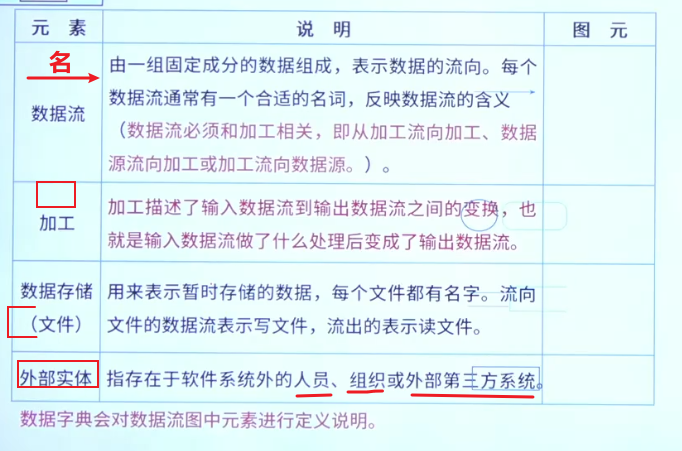 元 素 说 明 图 元
名
数据流
由一组固定成分的数据组成，表示数据的流向。每个
数据流通常有一个合适的名词，反映数据流的含义
（数据流必须和加工相关，即从加工流向加工、数据
源流向加工或加工流向数据源。）。
加工
加工描述了输入数据流到输出数据流之间的变换，也
就是输入数据流做了什么处理后变成了输出数据流。
数据存储
（文件）
用来表示暂时存储的数据，每个文件都有名字。流向
文件的数据流表示写文件，流出的表示读文件。
外部实体
指存在于软件系统外的人员、组织或外部第三方系统。
数据字典会对数据流图中元素进行定义说明。